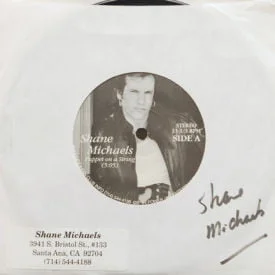 Shane
Michaels
Puppet on a String
(5:05)
STEREO
33-1/3 RPM
SIDE A
Shane
Michaels
Shane Michaels
3941 S. Bristol St., #133
Santa Ana, CA 92704
(714) 544-4188